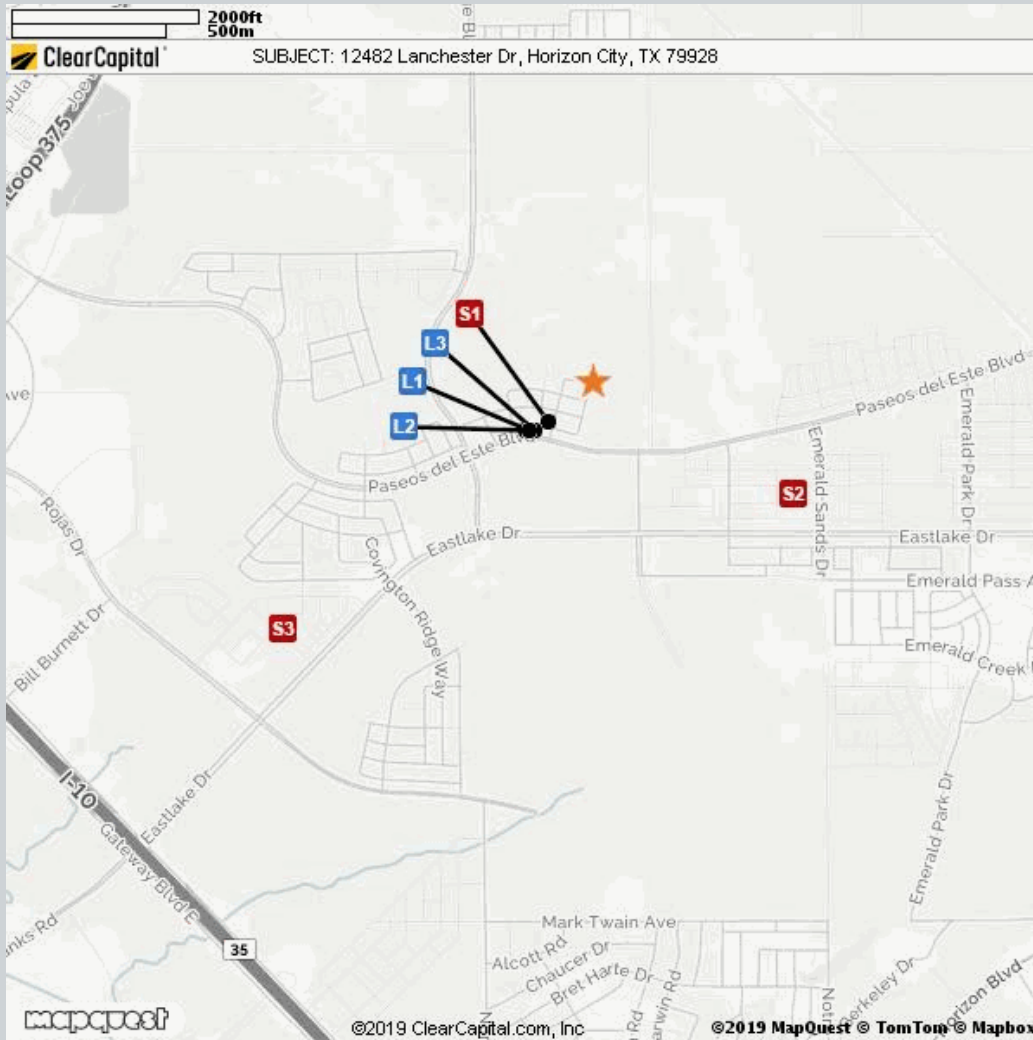 2000ft
500m
ClearCapital
SUBJECT: 12482 Lanchester Dr, Horizon City, TX 79928
Loop 375
Joe
S1
L3
L1
L2
Paseos del Este Blvd
Paseos del Este Blvd
Emerald Park Dr
Emerald Sands Dr
S2
Rojas Dr
Eastlake Dr
Eastlake Dr
Emerald Pass A
Covington Ridge Way
S3
Bill Burnett Dr
Emerald Creek
I-10
Eastlake Dr
Gateway Blvd E
Emerald Park Dr
Mark Twain Ave
35
Alcott Rd
Chaucer Dr
Bret Harte Dr
Berkeley Dr
Horizon Blvd
mapquest
©2019 ClearCapital.com, Inc
©2019 MapQuest © TomTom © Mapbox